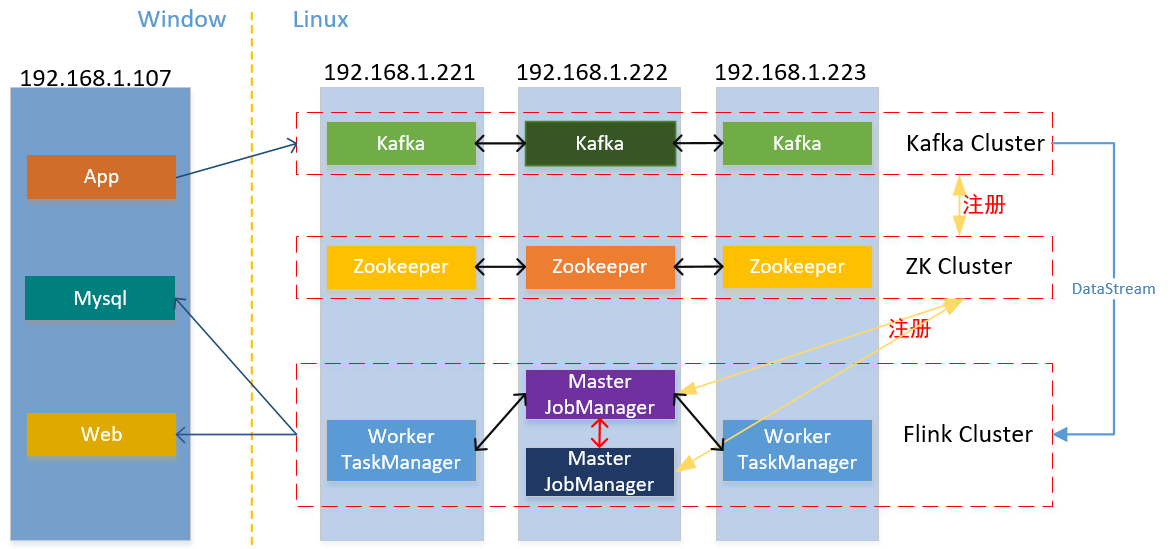 Window
Linux
192.168.1.107
192.168.1.221
192.168.1.222
192.168.1.223
App
Mysql
Web
Kafka
Kafka
Kafka
Kafka Cluster
注册
Zookeeper
Zookeeper
Zookeeper
ZK Cluster
DataStream
注册
Master
JobManager
Worker
TaskManager
Master
JobManager
Worker
TaskManager
Flink Cluster